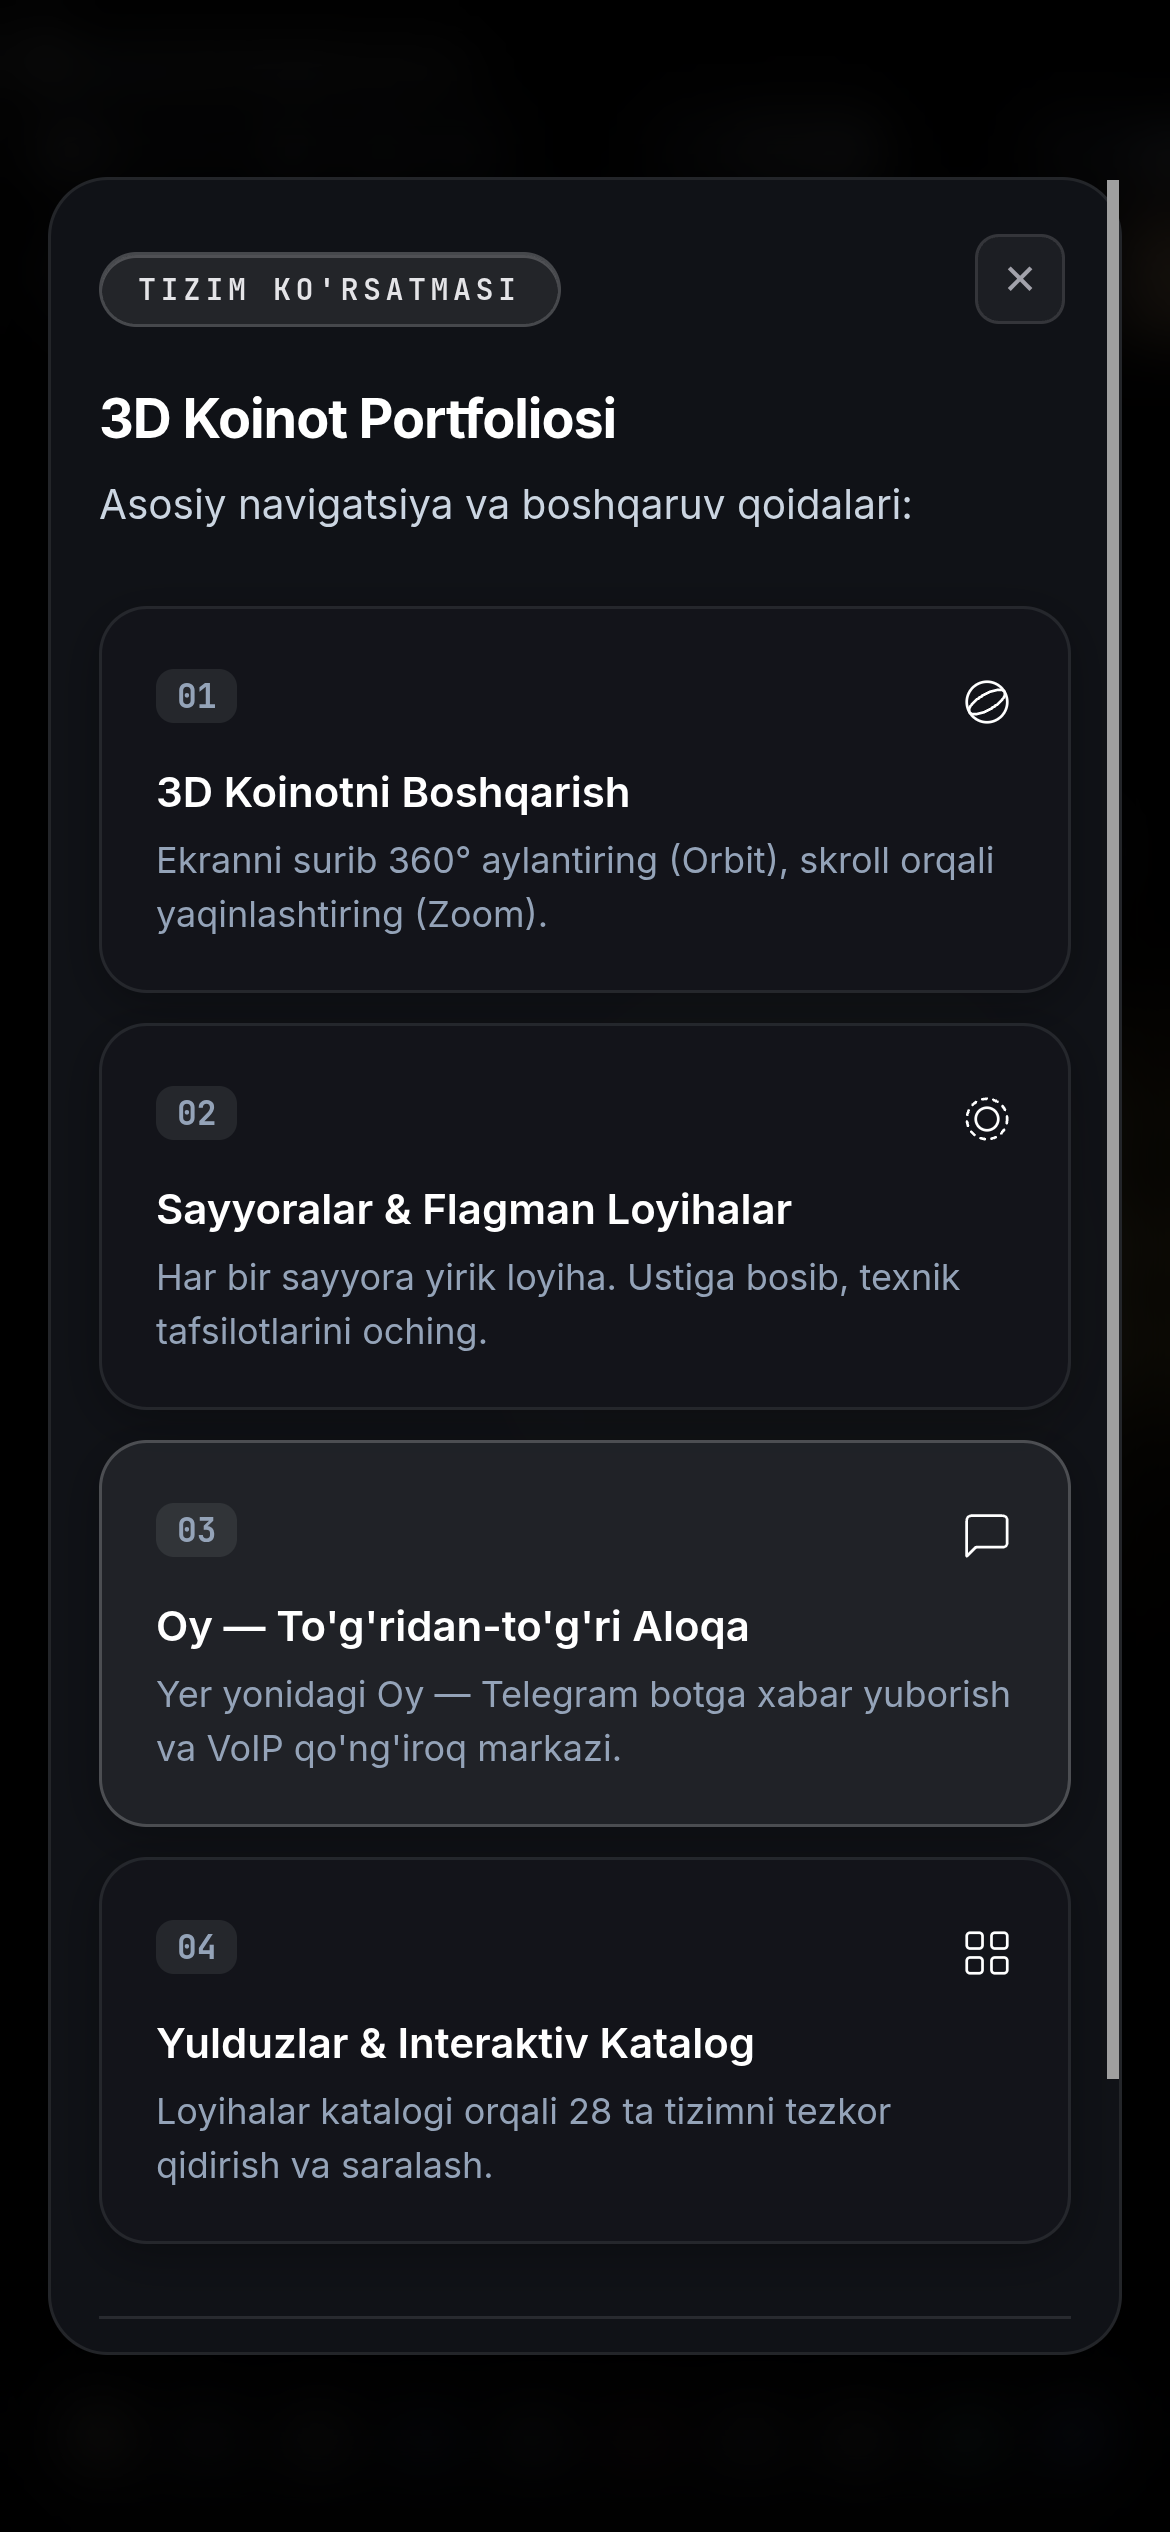 TIZIM KO'RSATMASI
3D Koinot Portfoliosi
Asosiy navigatsiya va boshqaruv qoidalari:
01
3D Koinotni Boshqarish
Ekranni surib 360° aylantiring (Orbit), skroll orqali
yaqinlashtiring (Zoom).
02
Sayyoralar & Flagman Loyihalar
Har bir sayyora yirik loyiha. Ustiga bosib, texnik
tafsilotlarini oching.
03
Oy — To'g'ridan-to'g'ri Aloqa
Yer yonidagi Oy — Telegram botga xabar yuborish
va VoIP qo'ng'iroq markazi.
04
Yulduzlar & Interaktiv Katalog
Loyihalar katalogi orqali 28 ta tizimni tezkor
qidirish va saralash.